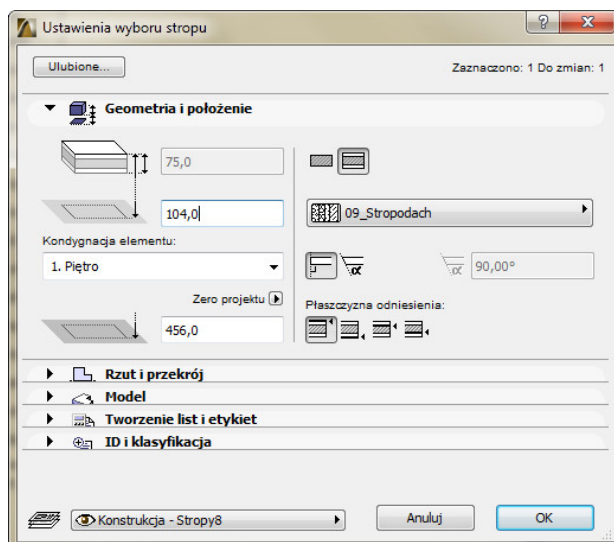 Ustawienia wyboru stropu
Ulubione...
Zaznaczono: 1 Do zmian: 1
Geometria i położenie
75,0
104,0
09_Stropodach
Kondygnacja elementu:
1. Piętro
α
α
90,00°
Zero projektu
Płaszczyzna odniesienia:
456,0
Rzut i przekrój
Model
Tworzenie list i etykiet
ID i klasyfikacja
Konstrukcja - Stropy8
Anuluj
OK